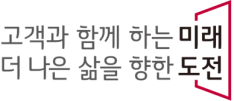 고객과 함께 하는 미래
더 나은 삶을 향한 도전